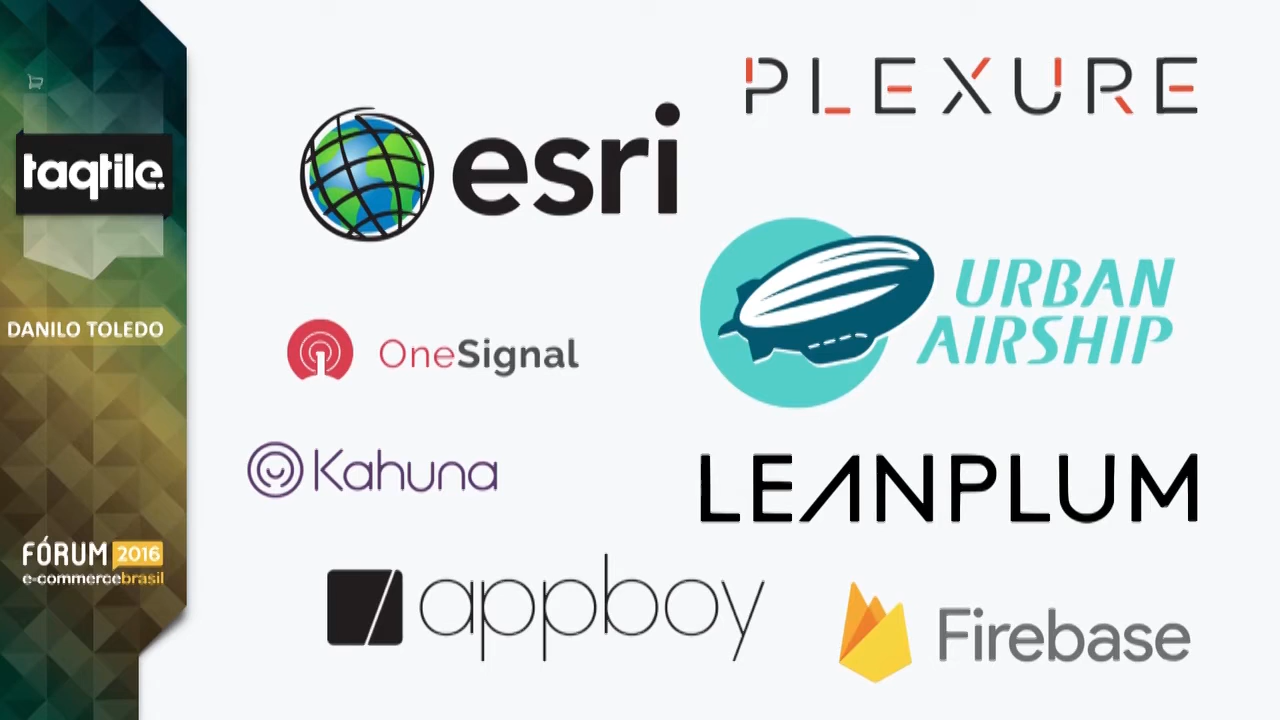 taqtile.
DANILO TOLEDO
FÓRUM 2016
e-commercebrasil
PLEXURE
esri
URBAN
AIRSHIP
OneSignal
Kahuna
LEANPLUM
appboy
Firebase